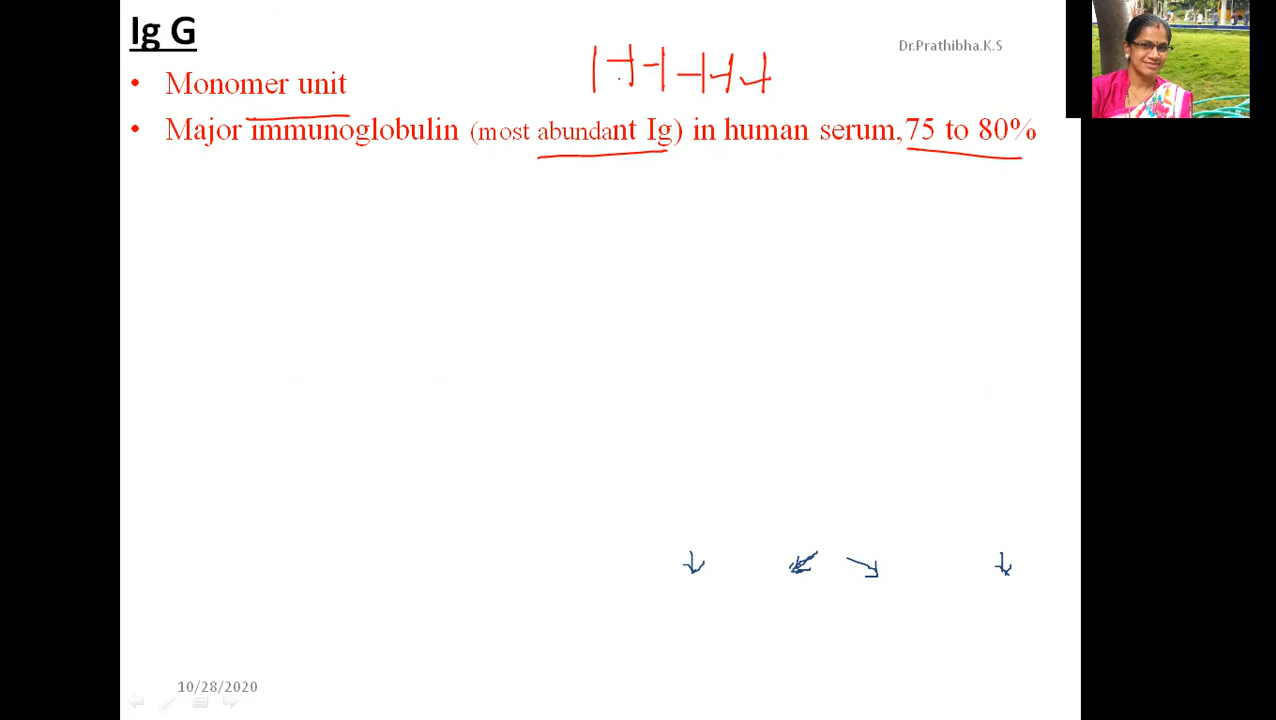 Ig G
Dr.Prathibha.K.S
• Monomer unit
• Major immunoglobulin (most abundant Ig) in human serum, 75 to 80%
10/28/2020